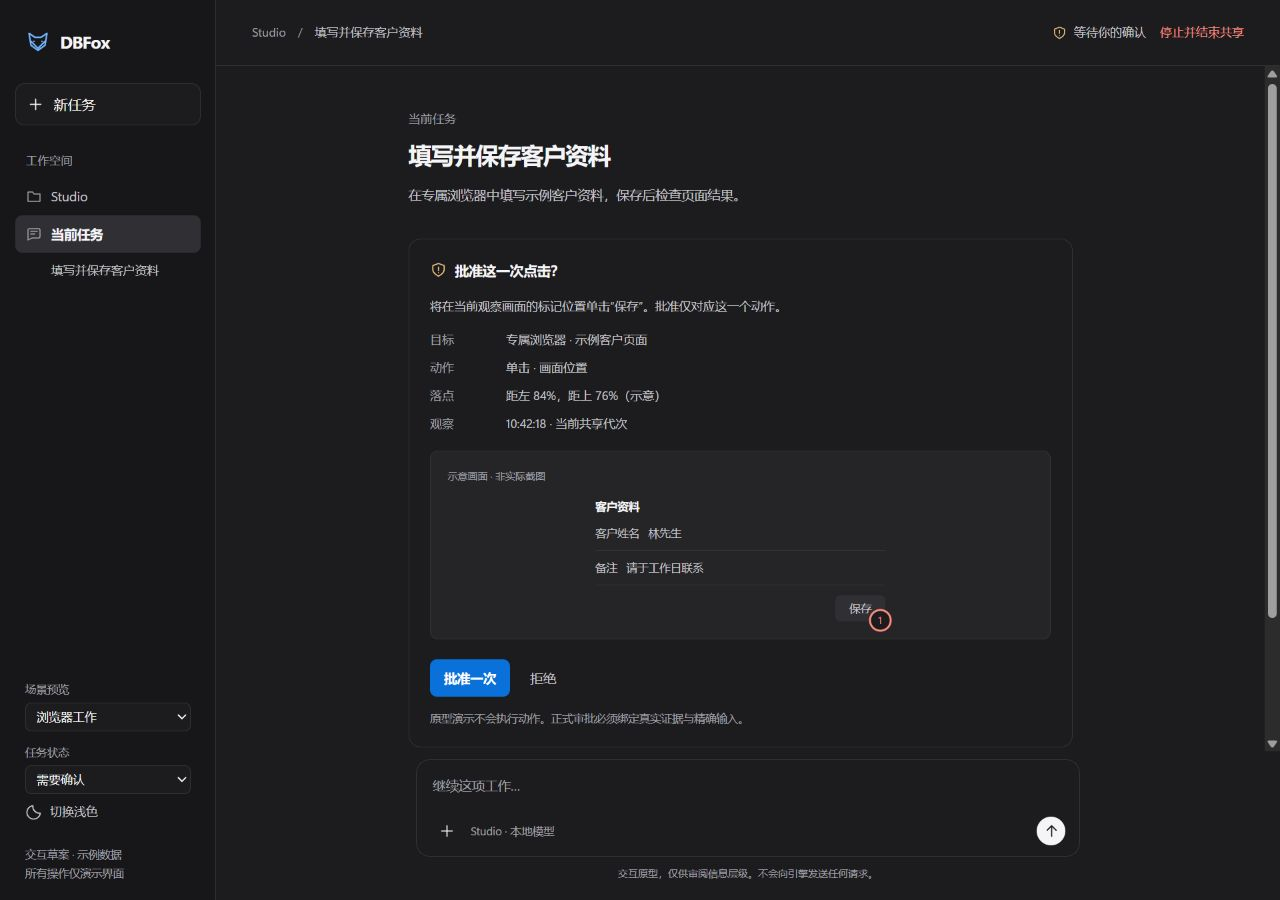 DBFox
新任务
工作空间
Studio
当前任务
填写并保存客户资料
场景预览
浏览器工作
任务状态
需要确认
切换浅色
交互草案 · 示例数据
所有操作仅演示界面
Studio / 填写并保存客户资料
等待你的确认 停止并结束共享
当前任务
填写并保存客户资料
在专属浏览器中填写示例客户资料，保存后检查页面结果。
批准这一次点击？
将在当前观察画面的标记位置单击“保存”。批准仅对应这一个动作。
目标 专属浏览器 · 示例客户页面
动作 单击 · 画面位置
落点 距左 84%，距上 76%（示意）
观察 10:42:18 · 当前共享代次
示意画面 · 非实际截图
客户资料
客户姓名 林先生
备注 请于工作日联系
保存
1
批准一次 拒绝
原型演示不会执行动作。正式审批必须绑定真实证据与精确输入。
继续这项工作...
Studio · 本地模型
交互原型，仅供审阅信息层级。不会向引擎发送任何请求。